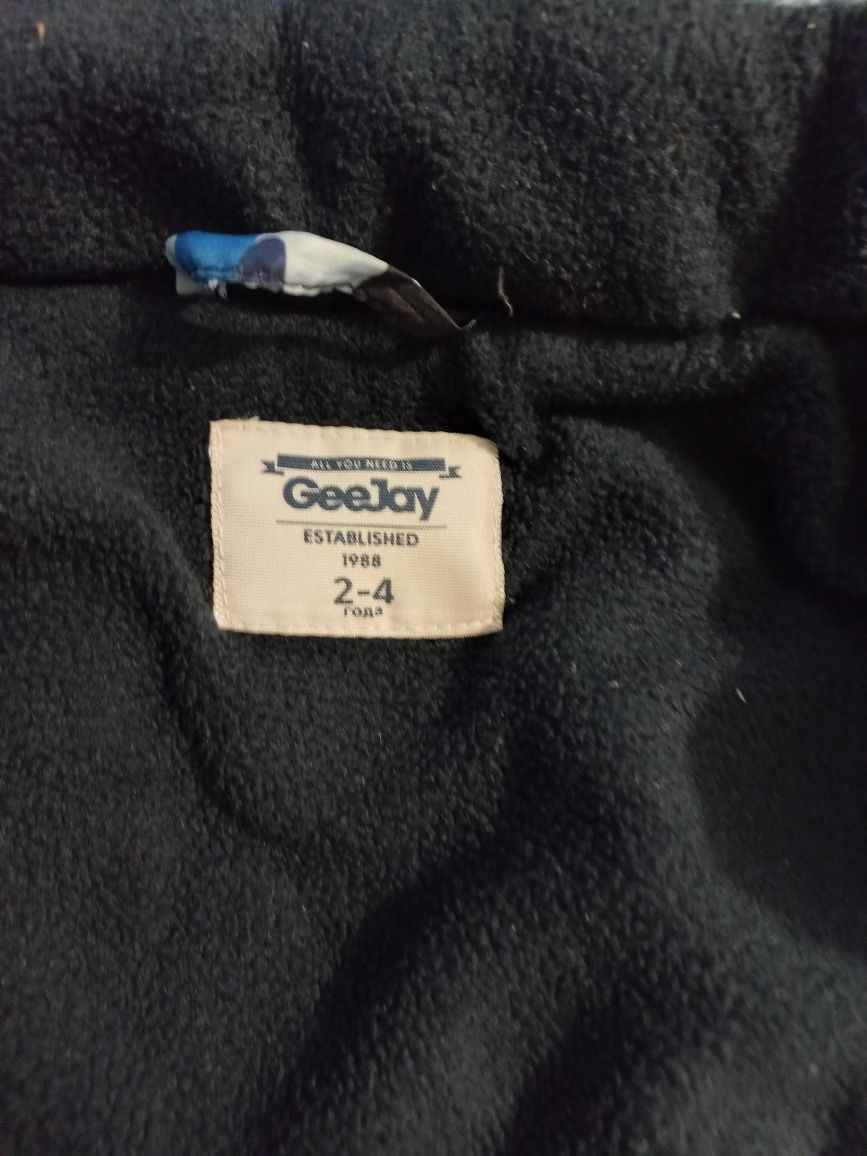 ALL YOU NEED IS
GeeJay
ESTABLISHED
1988
2-4
года